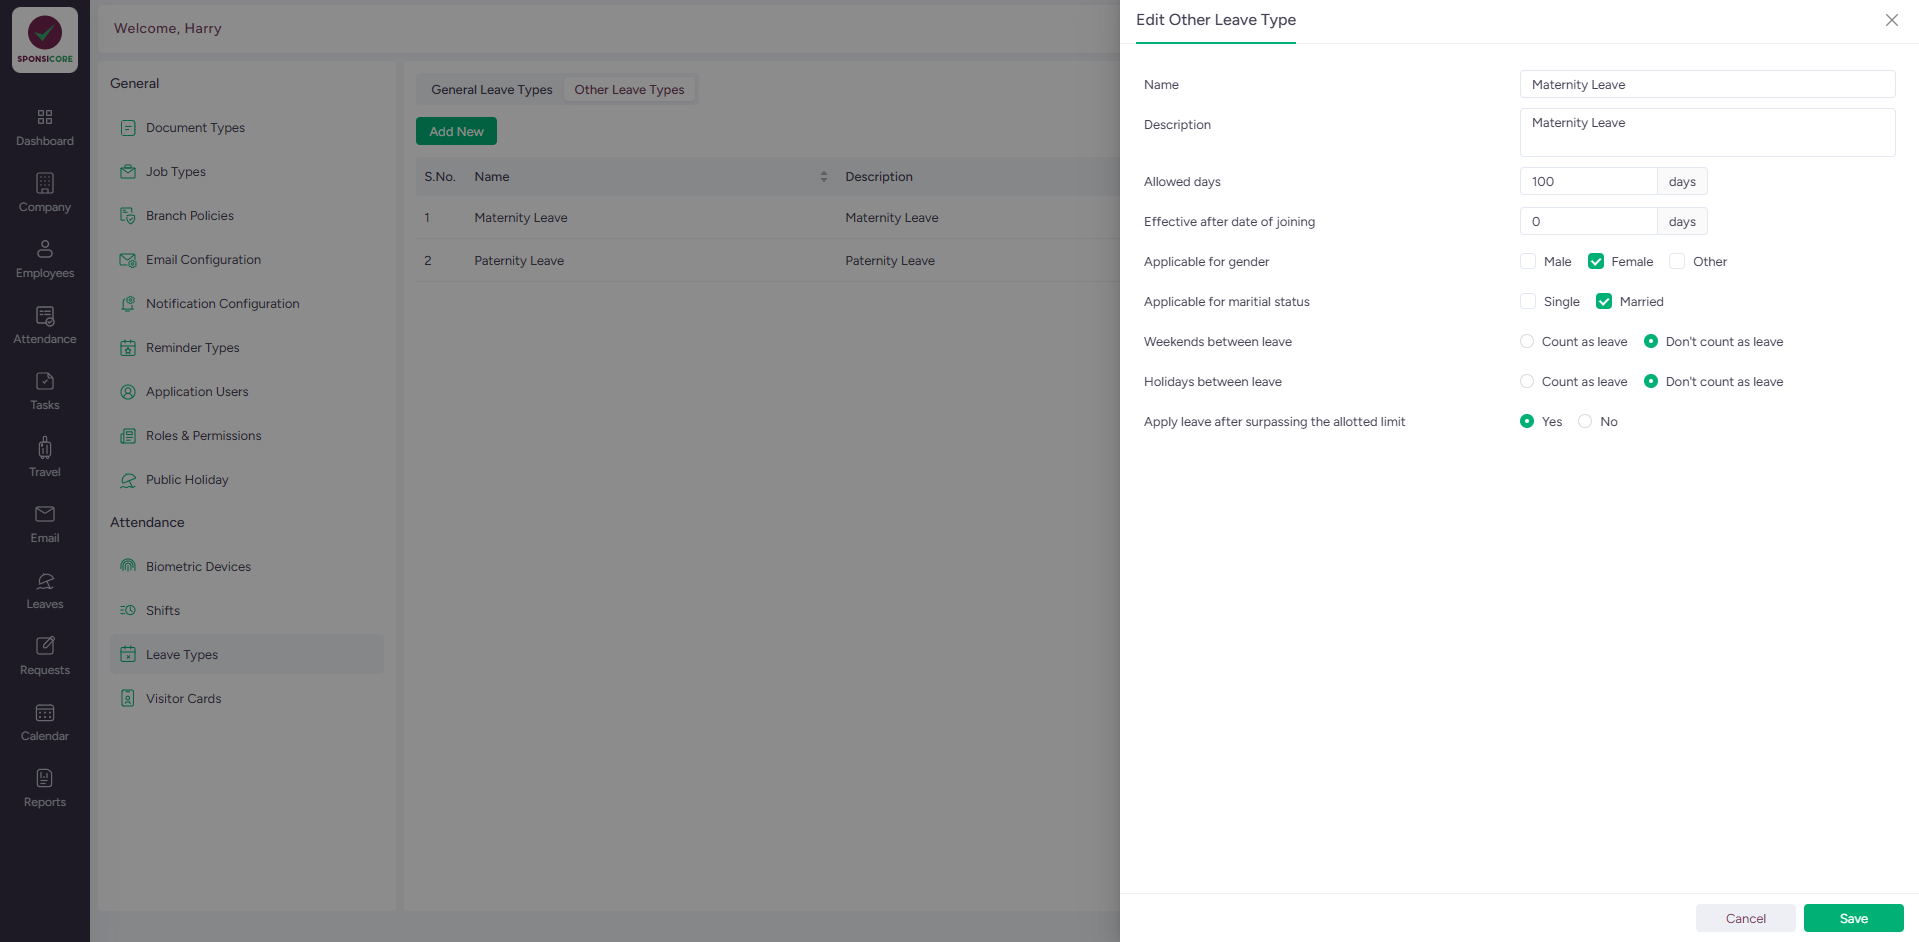 SPONSICORE
Dashboard
Company
Employees
Attendance
Tasks
Travel
Email
Leaves
Requests
Calendar
Reports
Welcome, Harry
General
Document Types
Job Types
Branch Policies
Email Configuration
Notification Configuration
Reminder Types
Application Users
Roles & Permissions
Public Holiday
Attendance
Biometric Devices
Shifts
Leave Types
Visitor Cards
General Leave Types Other Leave Types
Add New
S.No. Name Description
1 Maternity Leave Maternity Leave
2 Paternity Leave Paternity Leave
Edit Other Leave Type
Name Maternity Leave
Description Maternity Leave
Allowed days 100 days
Effective after date of joining 0 days
Applicable for gender Male Female Other
Applicable for maritial status Single Married
Weekends between leave Count as leave Don't count as leave
Holidays between leave Count as leave Don't count as leave
Apply leave after surpassing the allotted limit Yes No
Cancel Save